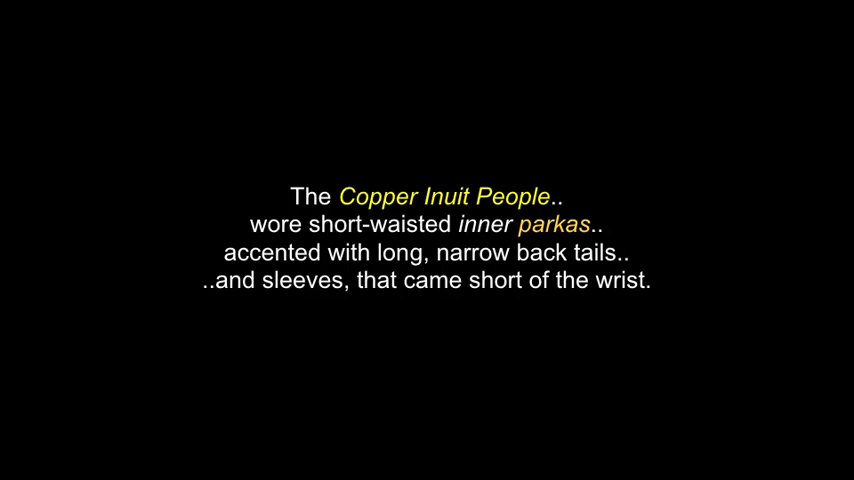 The Copper Inuit People..
wore short-waisted inner parkas..
accented with long, narrow back tails..
..and sleeves, that came short of the wrist.